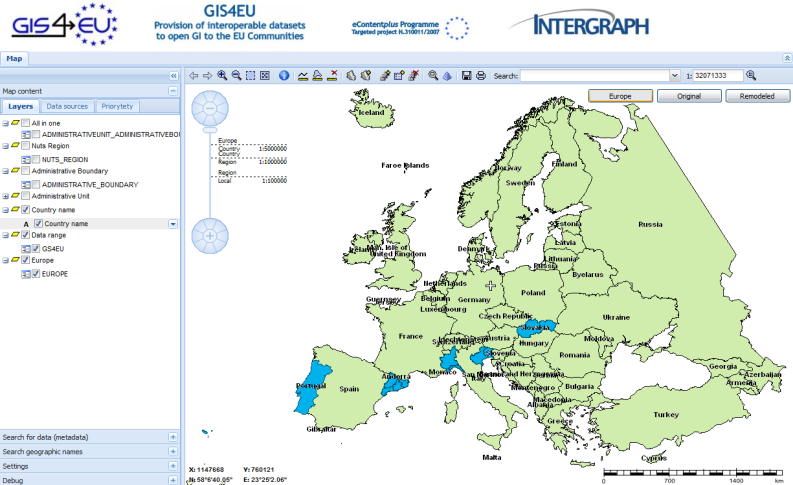 GIS4EU
GIS4EU
Provision of interoperable datasets
to open GI to the EU Communities
eContentplus Programme
Targeted project N.310011/2007
INTERGRAPH
Map
Search:
1: 32071333
Map content
Layers Data sources Priorytety
All in one
ADMINISTRATIVEUNIT_ADMINISTRATIVEBOU
Nuts Region
NUTS_REGION
Administrative Boundary
ADMINISTRATIVE_BOUNDARY
Administrative Unit
Country name
A Country name
Data range
GS4EU
Europe
EUROPE
Search for data (metadata)
Search geographic names
Settings
Debug
Europe Original Remodeled
Europe
Country 1:5000000
Country
Region 1:1000000
Region
Local 1:100000
Iceland
Faroe Islands
Norway
Finland
Sweden
Russia
Estonia
Latvia
Denmark
Lithuania
Russia
Byelarus
Ireland
Isle of
United Kingdom
Netherlands
Poland
Guernsey
Belgium
Germany
Luxembourg
Czech Republic
Ukraine
Slovakia
France
Austria
Hungary
Moldova
Slovenia
Romania
Croatia
Georgia
Azerbaijan
Armenia
Andorra
Monaco
Italy
Montenegro
Bulgaria
Portugal
Spain
Macedonia
Albania
Greece
Turkey
Gibraltar
Malta
Cyprus
X: 1147668 Y: 760121
N: 58°6'40.05" E: 23°25'2.06"
0 700 1400 km